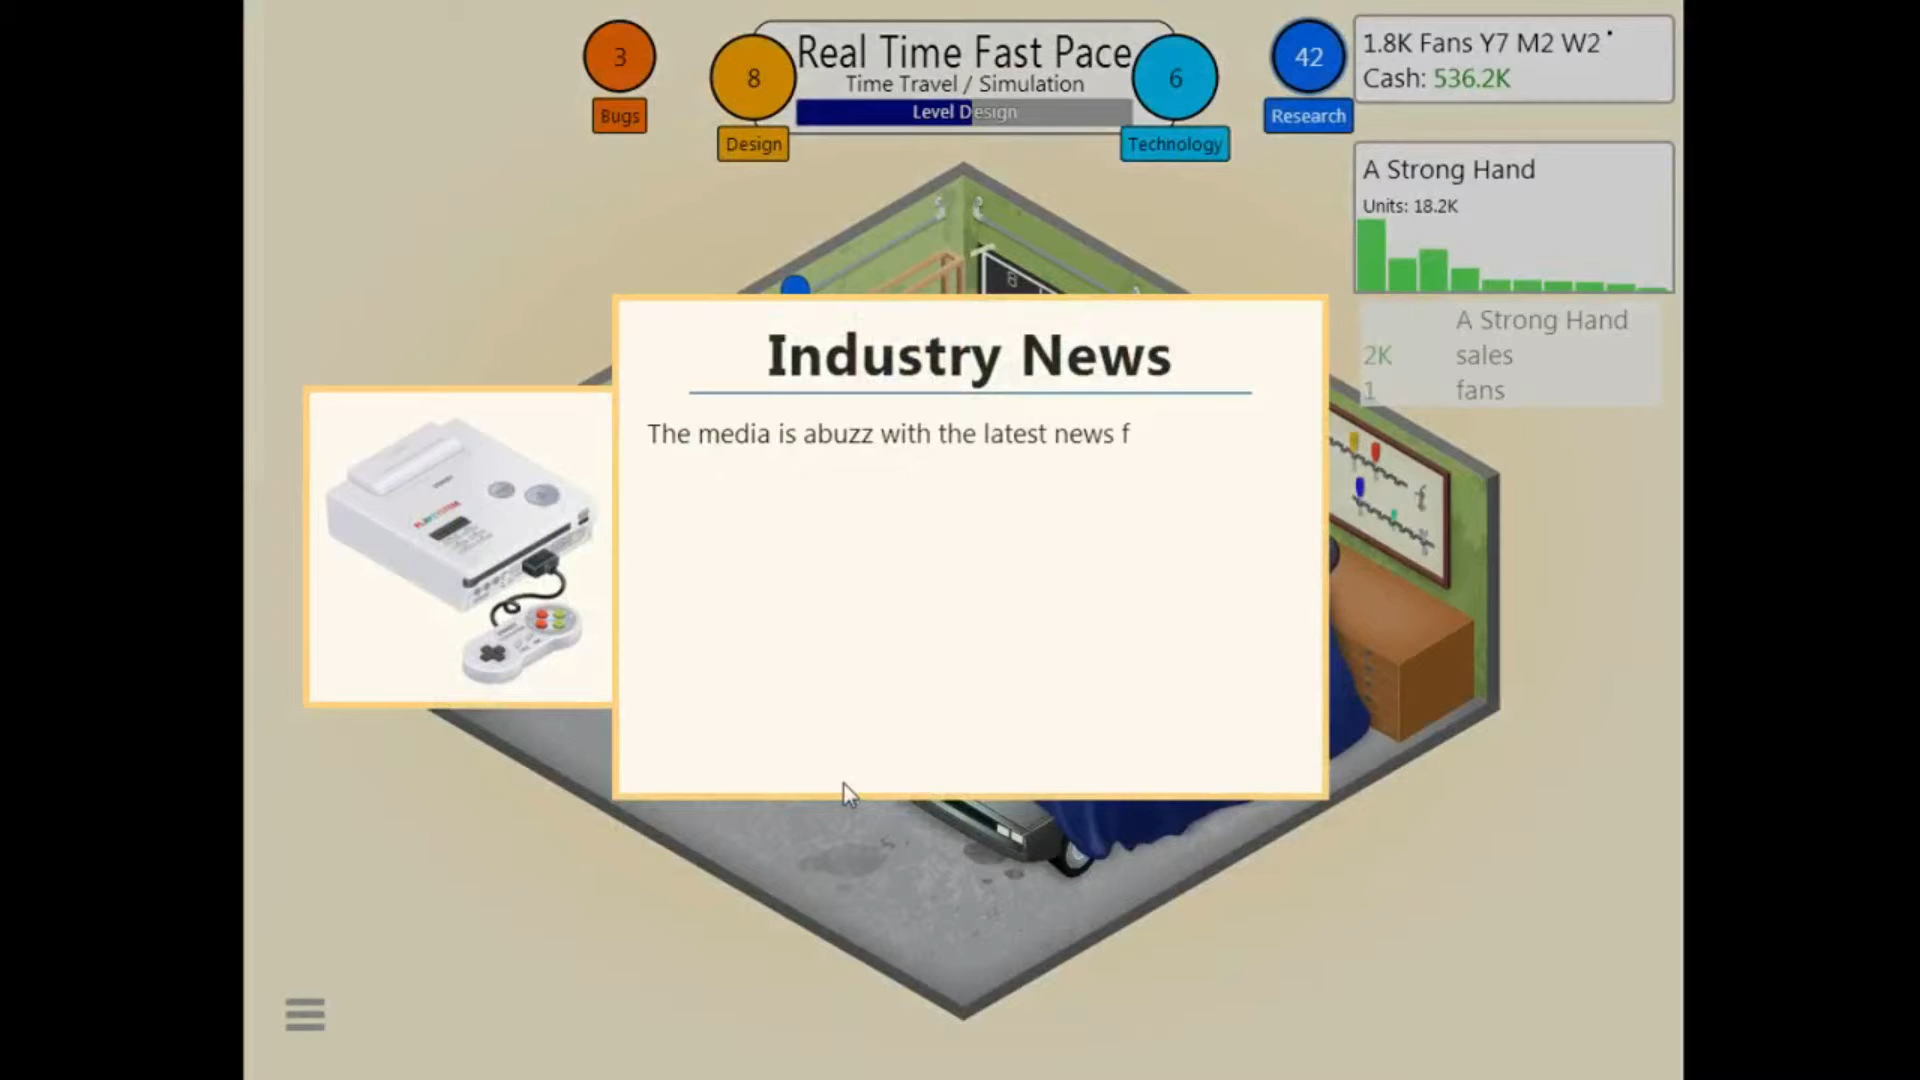 3
Bugs
8
Design
Real Time Fast Pace
Time Travel / Simulation
Level Design
6
Technology
42
Research
1.8K Fans Y7 M2 W2
Cash: 536.2K
A Strong Hand
Units: 18.2K
A Strong Hand
2K sales
1 fans
Industry News
The media is abuzz with the latest news f